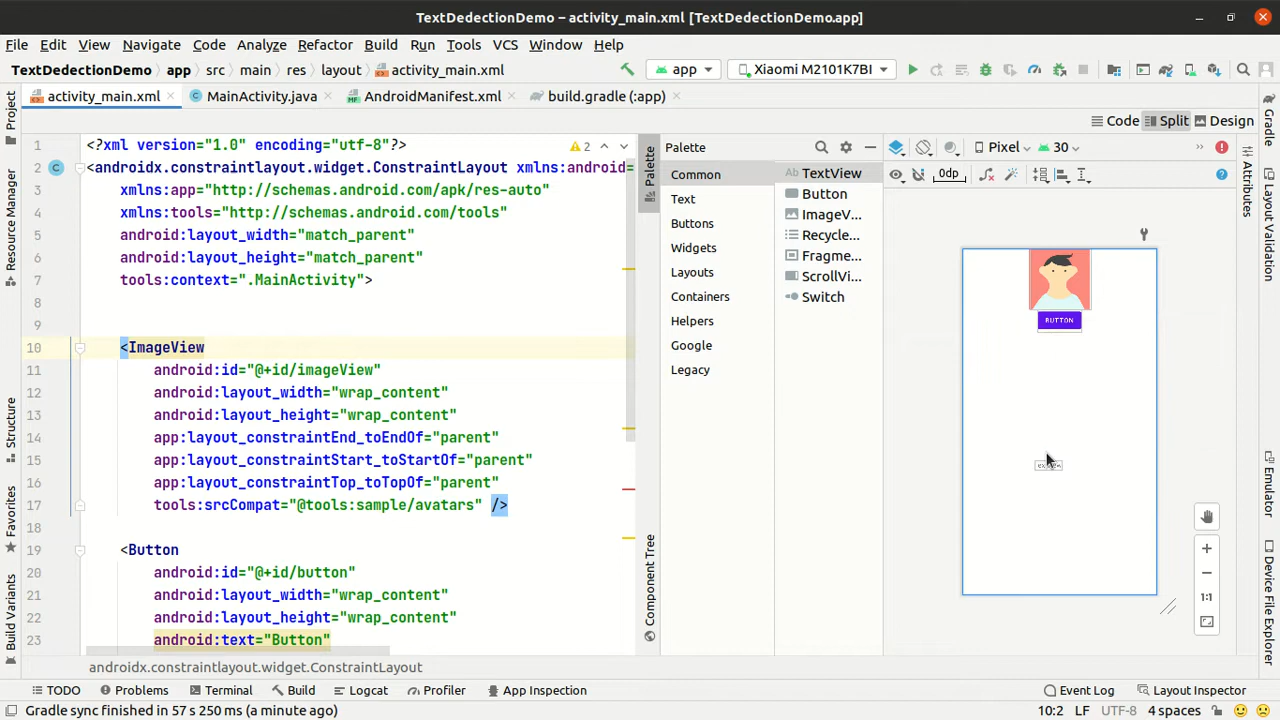 TextDedectionDemo – activity_main.xml [TextDedectionDemo.app]
File Edit View Navigate Code Analyze Refactor Build Run Tools VCS Window Help
TextDedectionDemo app src main res layout activity_main.xml app Xiaomi M2101K7BI
activity_main.xml MainActivity.java AndroidManifest.xml build.gradle (:app)
Code Split Design
Project
Resource Manager
Structure
Favorites
Build Variants
1 <?xml version="1.0" encoding="utf-8"?> 2
2 <androidx.constraintlayout.widget.ConstraintLayout xmlns:android=
3 xmlns:app="http://schemas.android.com/apk/res-auto"
4 xmlns:tools="http://schemas.android.com/tools"
5 android:layout_width="match_parent"
6 android:layout_height="match_parent"
7 tools:context=".MainActivity">
8
9
10 <ImageView
11 android:id="@+id/imageView"
12 android:layout_width="wrap_content"
13 android:layout_height="wrap_content"
14 app:layout_constraintEnd_toEndOf="parent"
15 app:layout_constraintStart_toStartOf="parent"
16 app:layout_constraintTop_toTopOf="parent"
17 tools:srcCompat="@tools:sample/avatars" />
18
19 <Button
20 android:id="@+id/button"
21 android:layout_width="wrap_content"
22 android:layout_height="wrap_content"
23 android:text="Button"
androidx.constraintlayout.widget.ConstraintLayout
Palette
Component Tree
Palette
Common
Text
Buttons
Widgets
Layouts
Containers
Helpers
Google
Legacy
Ab TextView
Button
ImageV...
Recycle...
Fragme...
ScrollVi...
Switch
Pixel 30
0dp
BUTTON
1:1
Attributes
Gradle
Layout Validation
Emulator
Device File Explorer
TODO Problems Terminal Build Logcat Profiler App Inspection Event Log Layout Inspector
Gradle sync finished in 57 s 250 ms (a minute ago) 10:2 LF UTF-8 4 spaces